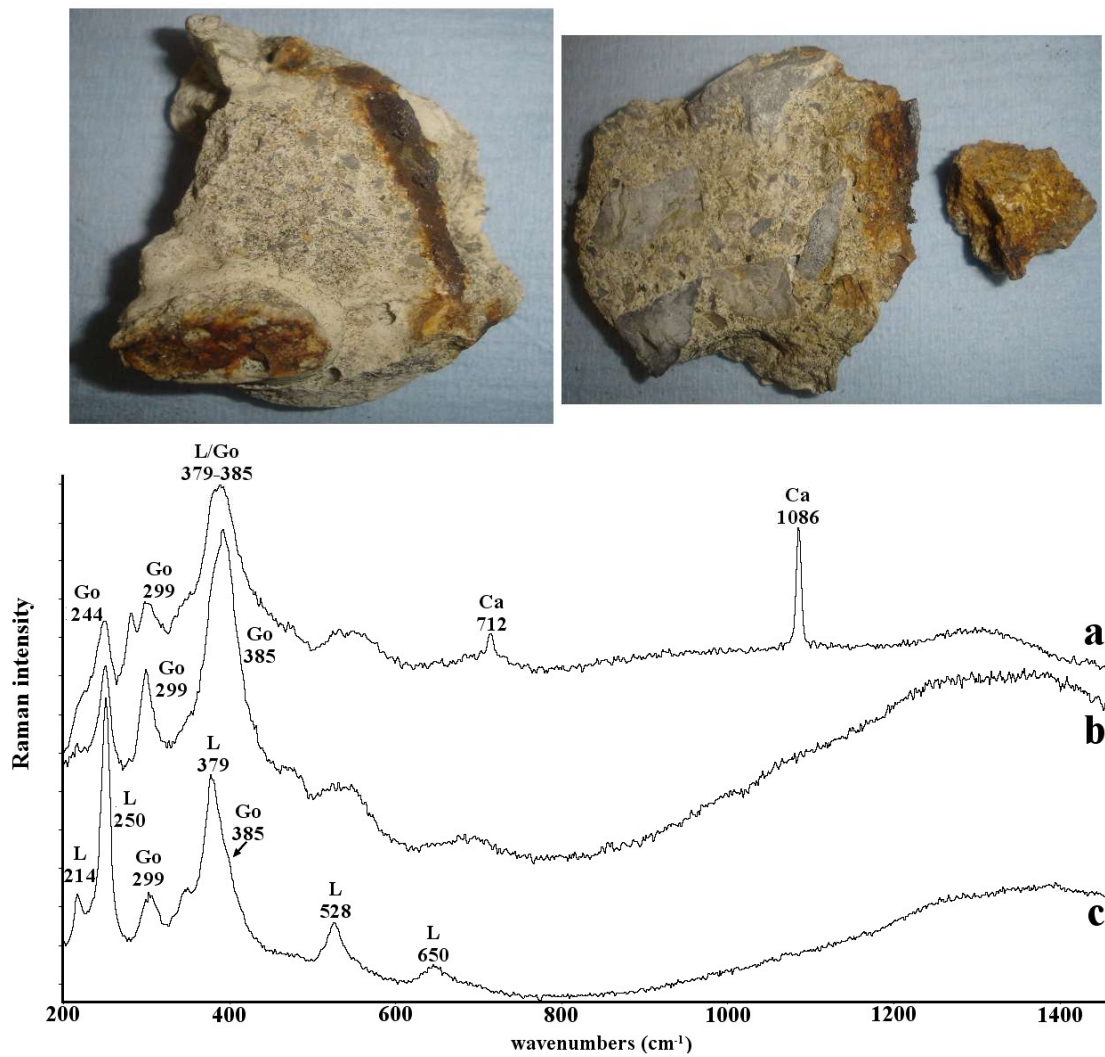 L/Go
379-385
Ca
1086
Go
244
Go
299
Ca
712
a
Go
385
Go
299
b
L
379
L
250
Go
385
L
214
Go
299
L
528
L
650
c
Raman intensity
200
400
600
800
1000
1200
1400
wavenumbers (cm⁻¹)